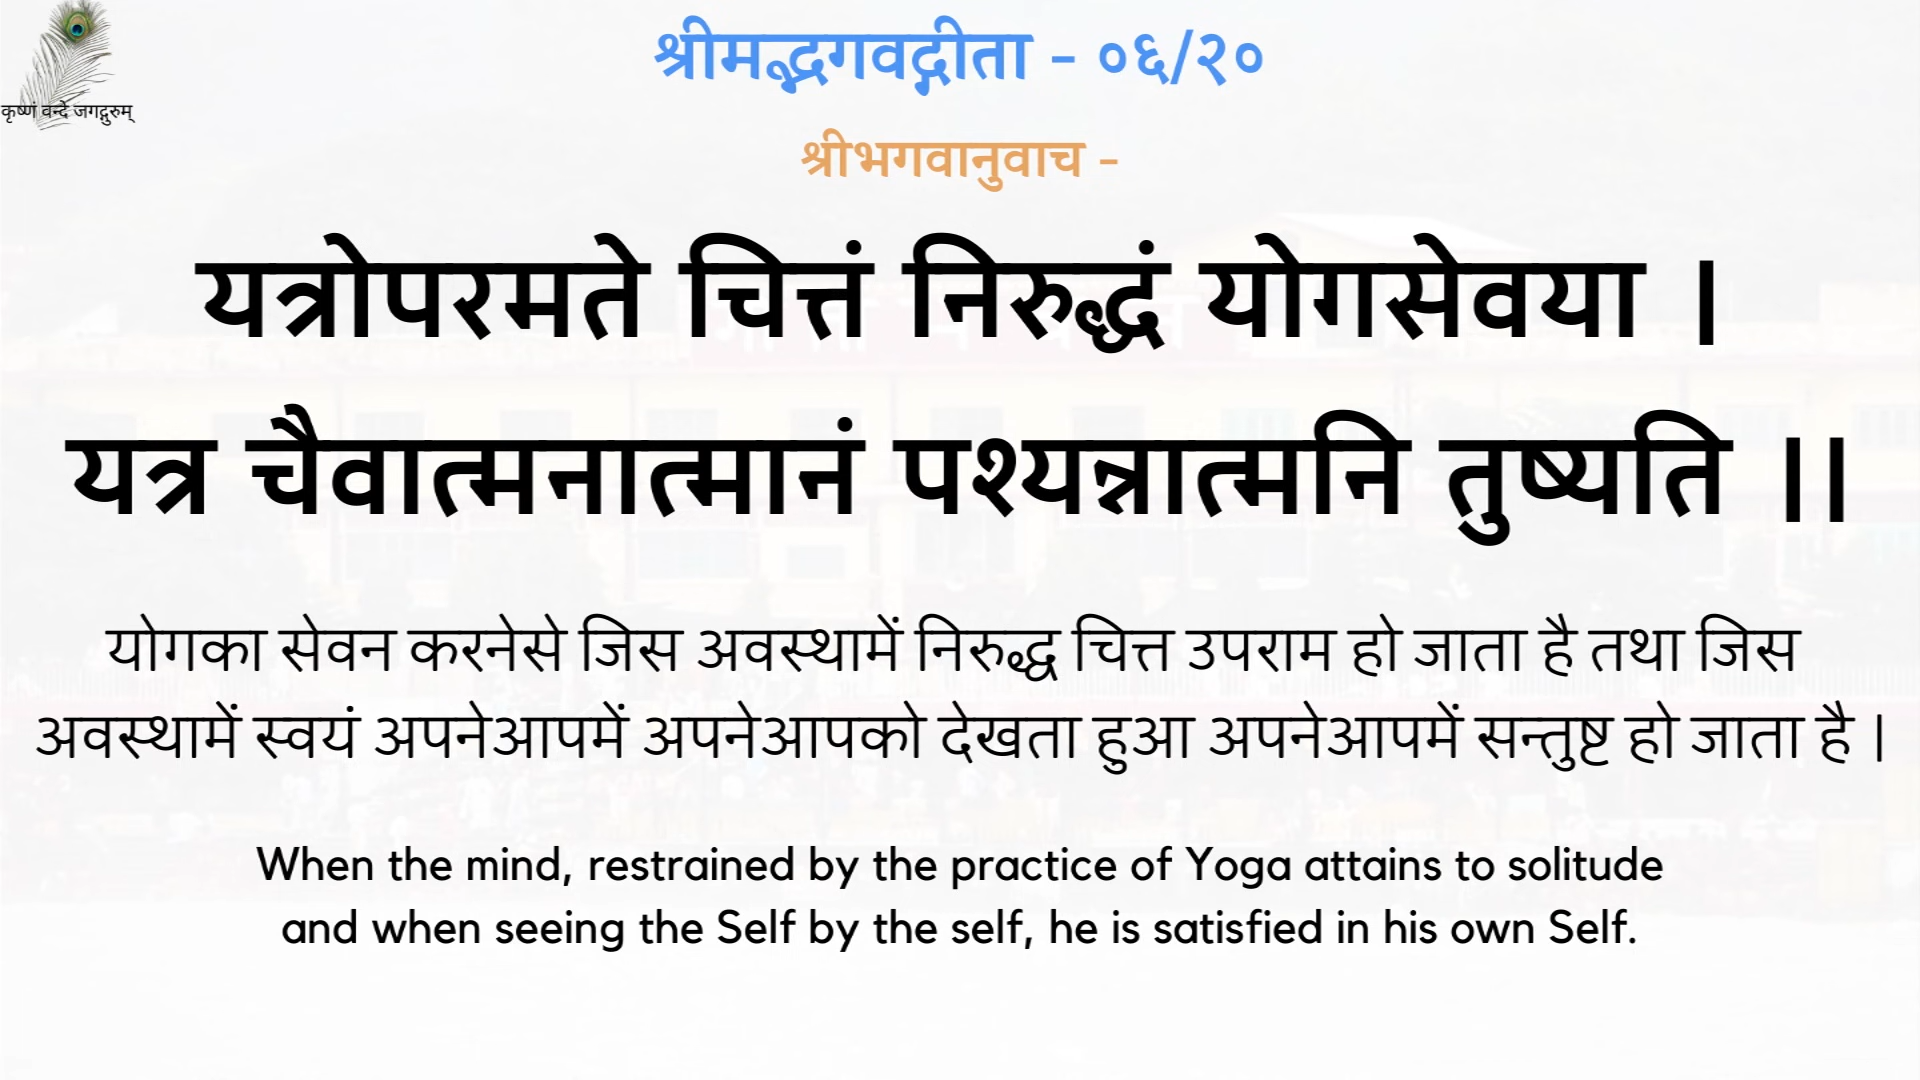 श्रीमद्भगवद्गीता - ०६/२०
कृष्णं वन्दे जगद्गुरुम्
श्रीभगवानुवाच -
यत्रोपरमते चित्तं निरुद्धं योगसेवया |
यत्र चैवात्मनात्मानं पश्यन्नात्मनि तुष्यति ||
योगका सेवन करनेसे जिस अवस्थामें निरुद्ध चित्त उपराम हो जाता है तथा जिस
अवस्थामें स्वयं अपनेआपमें अपनेआपको देखता हुआ अपनेआपमें सन्तुष्ट हो जाता है |
When the mind, restrained by the practice of Yoga attains to solitude
and when seeing the Self by the self, he is satisfied in his own Self.